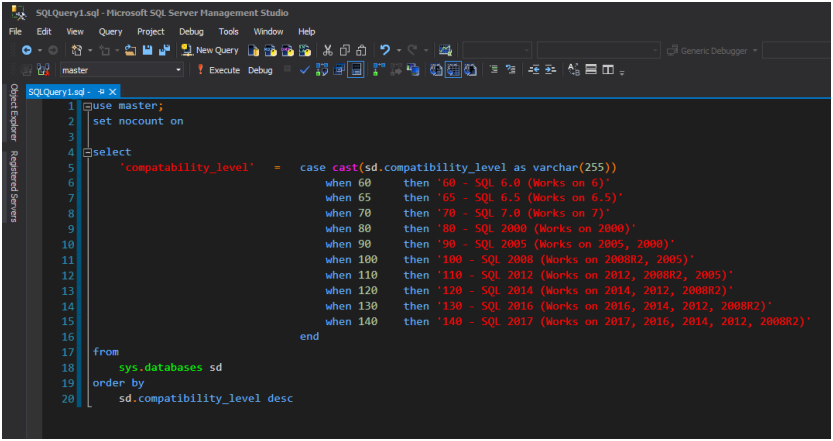 SQLQuery1.sql - Microsoft SQL Server Management Studio
File Edit View Query Project Debug Tools Window Help
New Query Generic Debugger
master Execute Debug
SQLQuery1.sql -
Object Explorer
Registered Servers
1 use master;
2 set nocount on
3
4 select
5 'compatability_level' = case cast(sd.compatibility_level as varchar(255))
6 when 60 then '60 - SQL 6.0 (Works on 6)'
7 when 65 then '65 - SQL 6.5 (Works on 6.5)'
8 when 70 then '70 - SQL 7.0 (Works on 7)'
9 when 80 then '80 - SQL 2000 (Works on 2000)'
10 when 90 then '90 - SQL 2005 (Works on 2005, 2000)'
11 when 100 then '100 - SQL 2008 (Works on 2008R2, 2005)'
12 when 110 then '110 - SQL 2012 (Works on 2012, 2008R2, 2005)'
13 when 120 then '120 - SQL 2014 (Works on 2014, 2012, 2008R2)'
14 when 130 then '130 - SQL 2016 (Works on 2016, 2014, 2012, 2008R2)'
15 when 140 then '140 - SQL 2017 (Works on 2017, 2016, 2014, 2012, 2008R2)'
16 end
17 from
18 sys.databases sd
19 order by
20 sd.compatibility_level desc